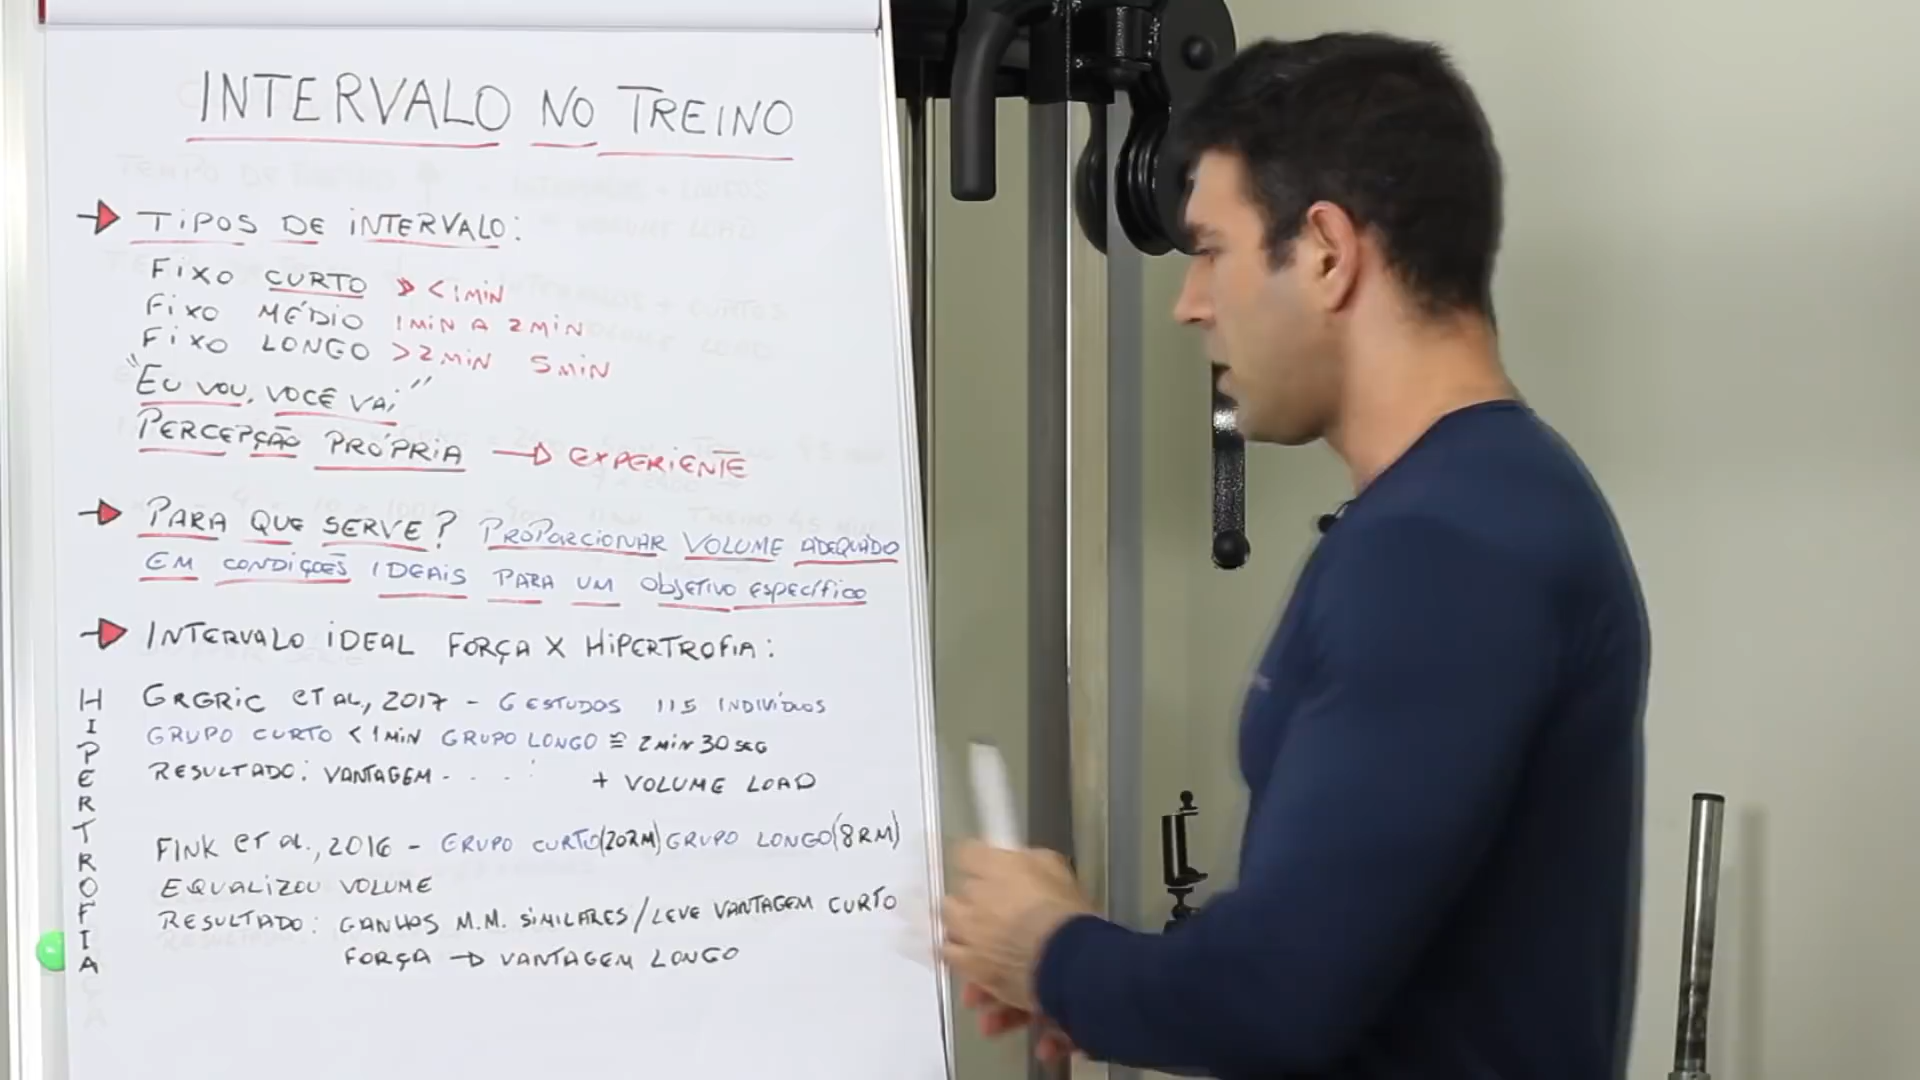 INTERVALO NO TREINO
TIPOS DE INTERVALO:
FIXO CURTO <1MIN
FIXO MÉDIO 1MIN A 2MIN
FIXO LONGO >2MIN 5MIN
"EU VOU, VOCÊ VAI"
PERCEPÇÃO PRÓPRIA → EXPERIENTE
PARA QUE SERVE? PROPORCIONAR VOLUME ADEQUADO
EM CONDIÇÕES IDEAIS PARA UM OBJETIVO ESPECÍFICO
INTERVALO IDEAL FORÇA X HIPERTROFIA:
HIPERTROFIA
GRGRIC et AL., 2017 - 6 ESTUDOS 115 INDIVÍDUOS
GRUPO CURTO <1MIN GRUPO LONGO ≅ 2MIN 30SEG
RESULTADO: VANTAGEM - . . . + VOLUME LOAD
FINK et al., 2016 - GRUPO CURTO (20RM) GRUPO LONGO (8RM)
EQUALIZOU VOLUME
RESULTADO: GANHOS M.M. SIMILARES / LEVE VANTAGEM CURTO
FORÇA → VANTAGEM LONGO